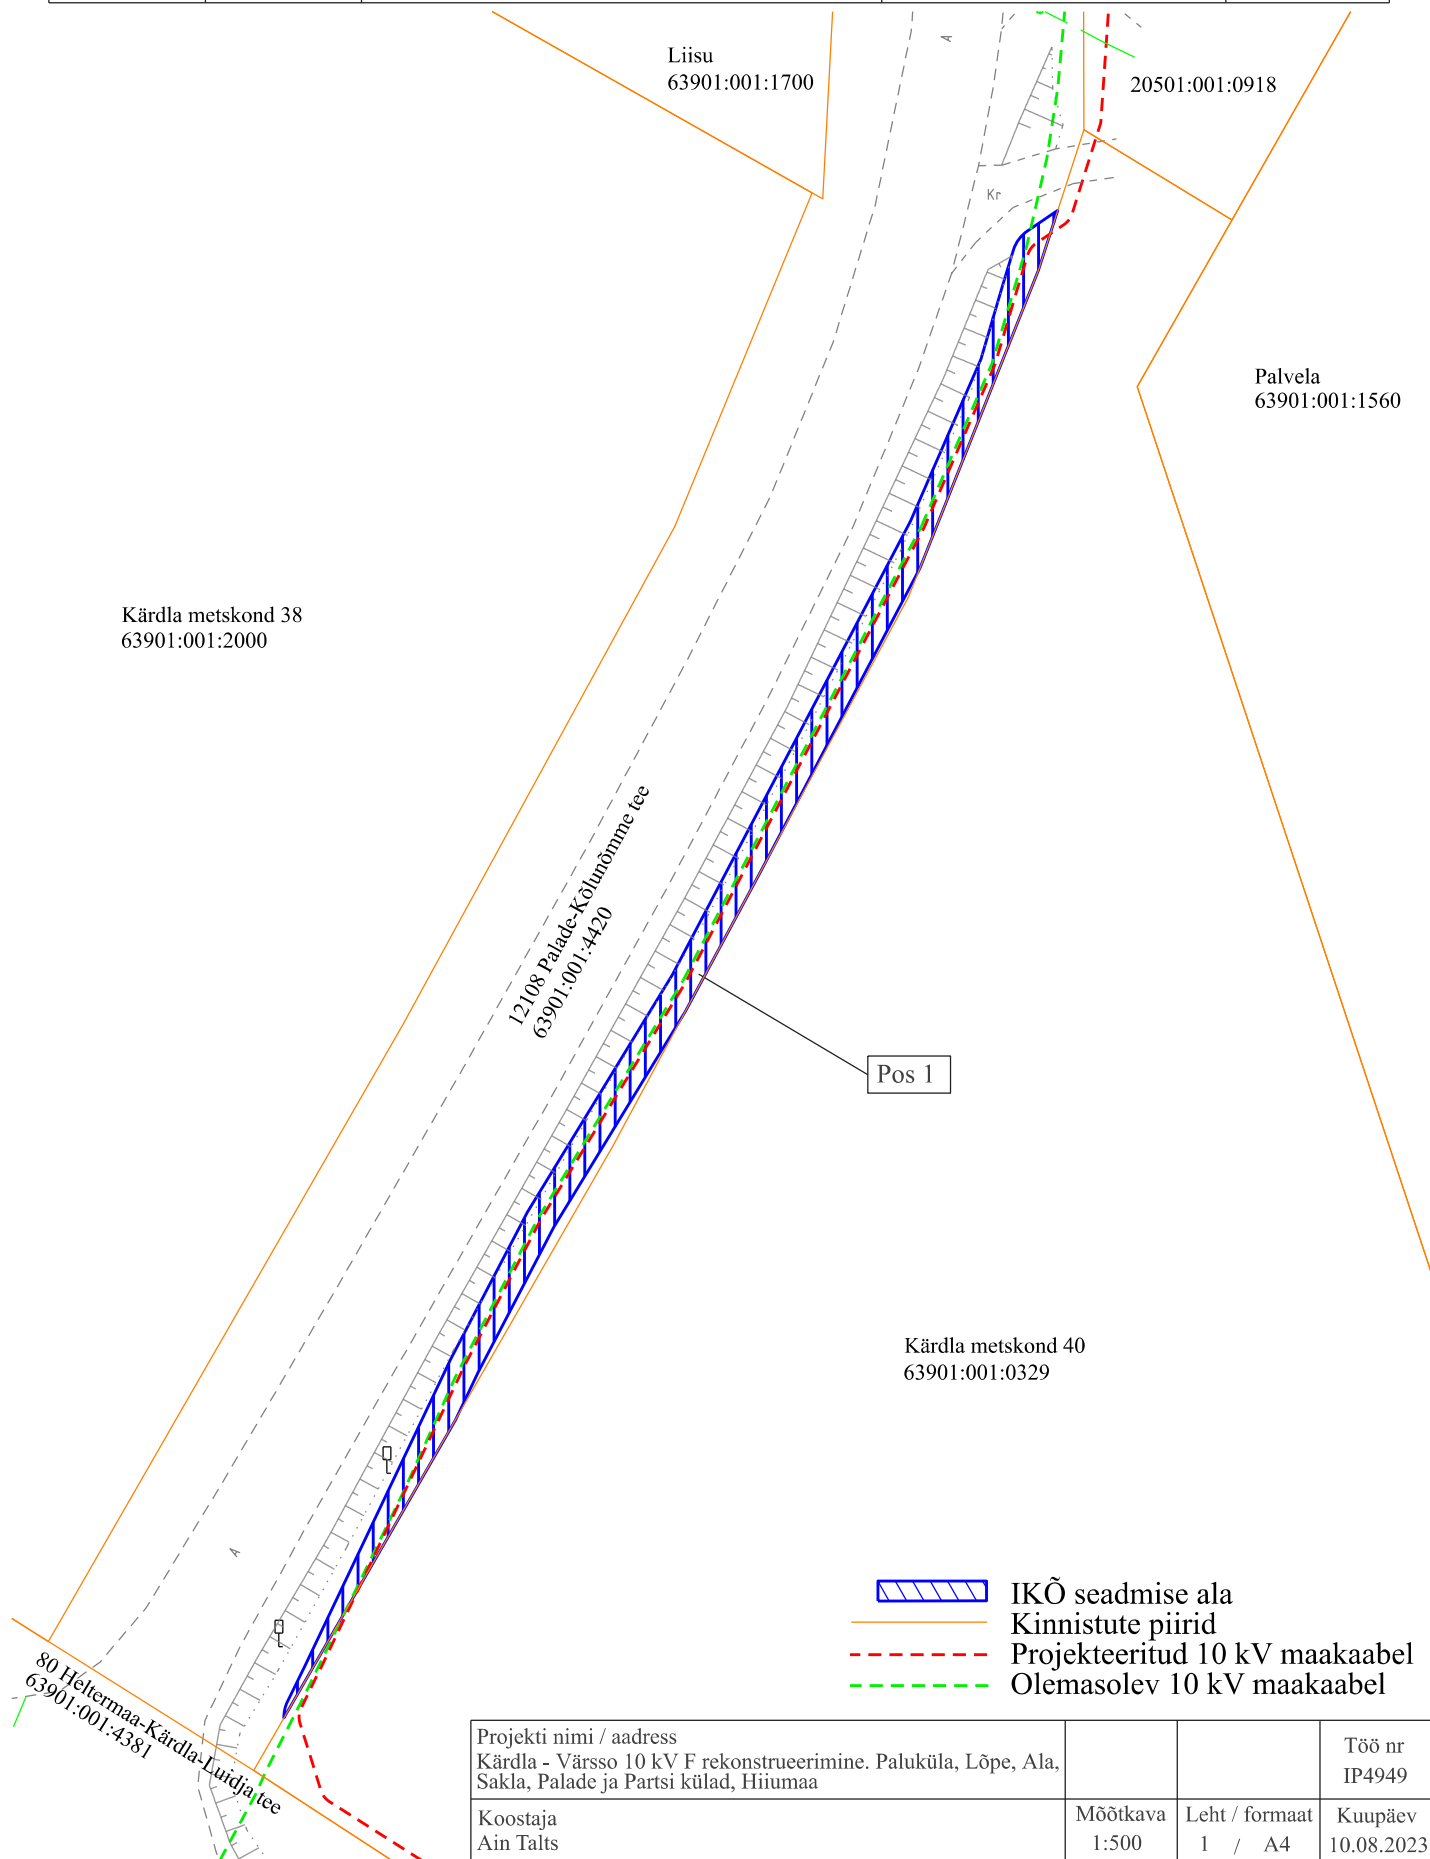 Liisu
63901:001:1700
A
20501:001:0918
Kr
Palvela
63901:001:1560
Kärdla metskond 38
63901:001:2000
12108 Palade-Kõlunõmme tee
63901:001:4420
Pos 1
Kärdla metskond 40
63901:001:0329
A
IKÕ seadmise ala
Kinnistute piirid
Projekteeritud 10 kV maakaabel
Olemasolev 10 kV maakaabel
80 Heltermaa-Kärdla-Luidja tee
63901:001:4381
Projekti nimi / aadress
Kärdla - Värsso 10 kV F rekonstrueerimine. Paluküla, Lõpe, Ala,
Sakla, Palade ja Partsi külad, Hiiumaa
Töö nr
IP4949
Koostaja
Ain Talts
Mõõtkava
1:500
Leht / formaat
1 / A4
Kuupäev
10.08.2023